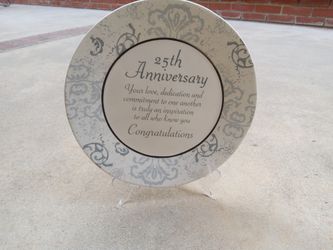 25th
Anniversary
Your love, dedication and
commitment to one another
is truly an inspiration
to all who know you
Congratulations